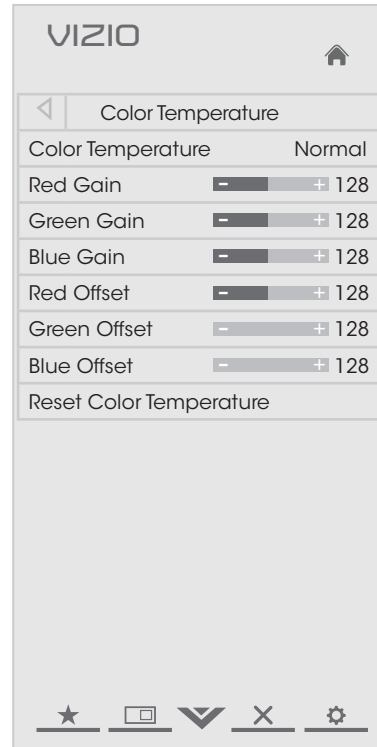 VIZIO
Color Temperature
Color Temperature Normal
Red Gain - + 128
Green Gain - + 128
Blue Gain - + 128
Red Offset - + 128
Green Offset - + 128
Blue Offset - + 128
Reset Color Temperature